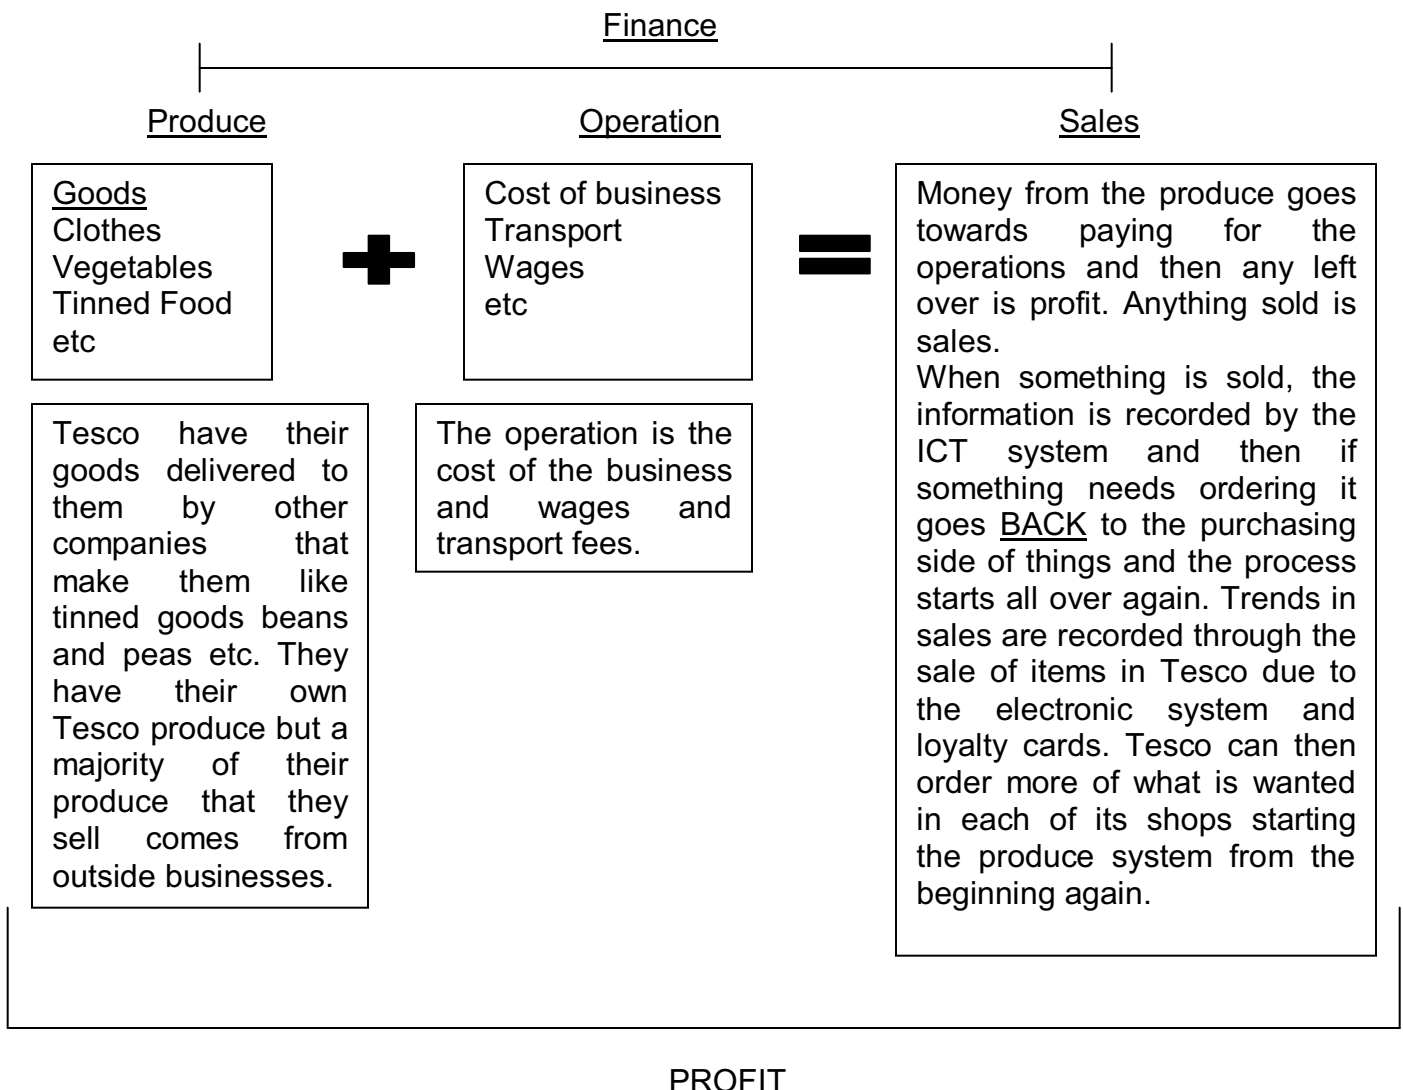 Finance
Produce
Operation
Sales
Goods
Clothes
Vegetables
Tinned Food
etc
Cost of business
Transport
Wages
etc
Money from the produce goes
towards paying for the
operations and then any left
over is profit. Anything sold is
sales.
When something is sold, the
information is recorded by the
ICT system and then if
something needs ordering it
goes BACK to the purchasing
side of things and the process
starts all over again. Trends in
sales are recorded through the
sale of items in Tesco due to
the electronic system and
loyalty cards. Tesco can then
order more of what is wanted
in each of its shops starting
the produce system from the
beginning again.
Tesco have their
goods delivered to
them by other
companies that
make them like
tinned goods beans
and peas etc. They
have their own
Tesco produce but a
majority of their
produce that they
sell comes from
outside businesses.
The operation is the
cost of the business
and wages and
transport fees.
PROFIT